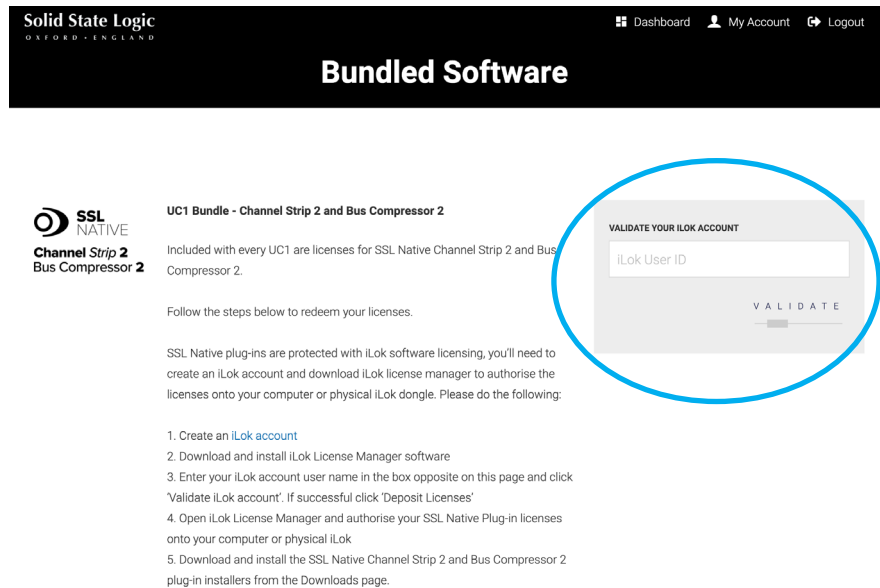 Solid State Logic
OXFORD • ENGLAND
Dashboard
My Account
Logout
Bundled Software
SSL
NATIVE
Channel Strip 2
Bus Compressor 2
UC1 Bundle - Channel Strip 2 and Bus Compressor 2
Included with every UC1 are licenses for SSL Native Channel Strip 2 and Bus
Compressor 2.
Follow the steps below to redeem your licenses.
SSL Native plug-ins are protected with iLok software licensing, you'll need to
create an iLok account and download iLok license manager to authorise the
licenses onto your computer or physical iLok dongle. Please do the following:
1. Create an iLok account
2. Download and install iLok License Manager software
3. Enter your iLok account user name in the box opposite on this page and click
'Validate iLok account'. If successful click 'Deposit Licenses'
4. Open iLok License Manager and authorise your SSL Native Plug-in licenses
onto your computer or physical iLok
5. Download and install the SSL Native Channel Strip 2 and Bus Compressor 2
plug-in installers from the Downloads page.
VALIDATE YOUR ILOK ACCOUNT
iLok User ID
VALIDATE